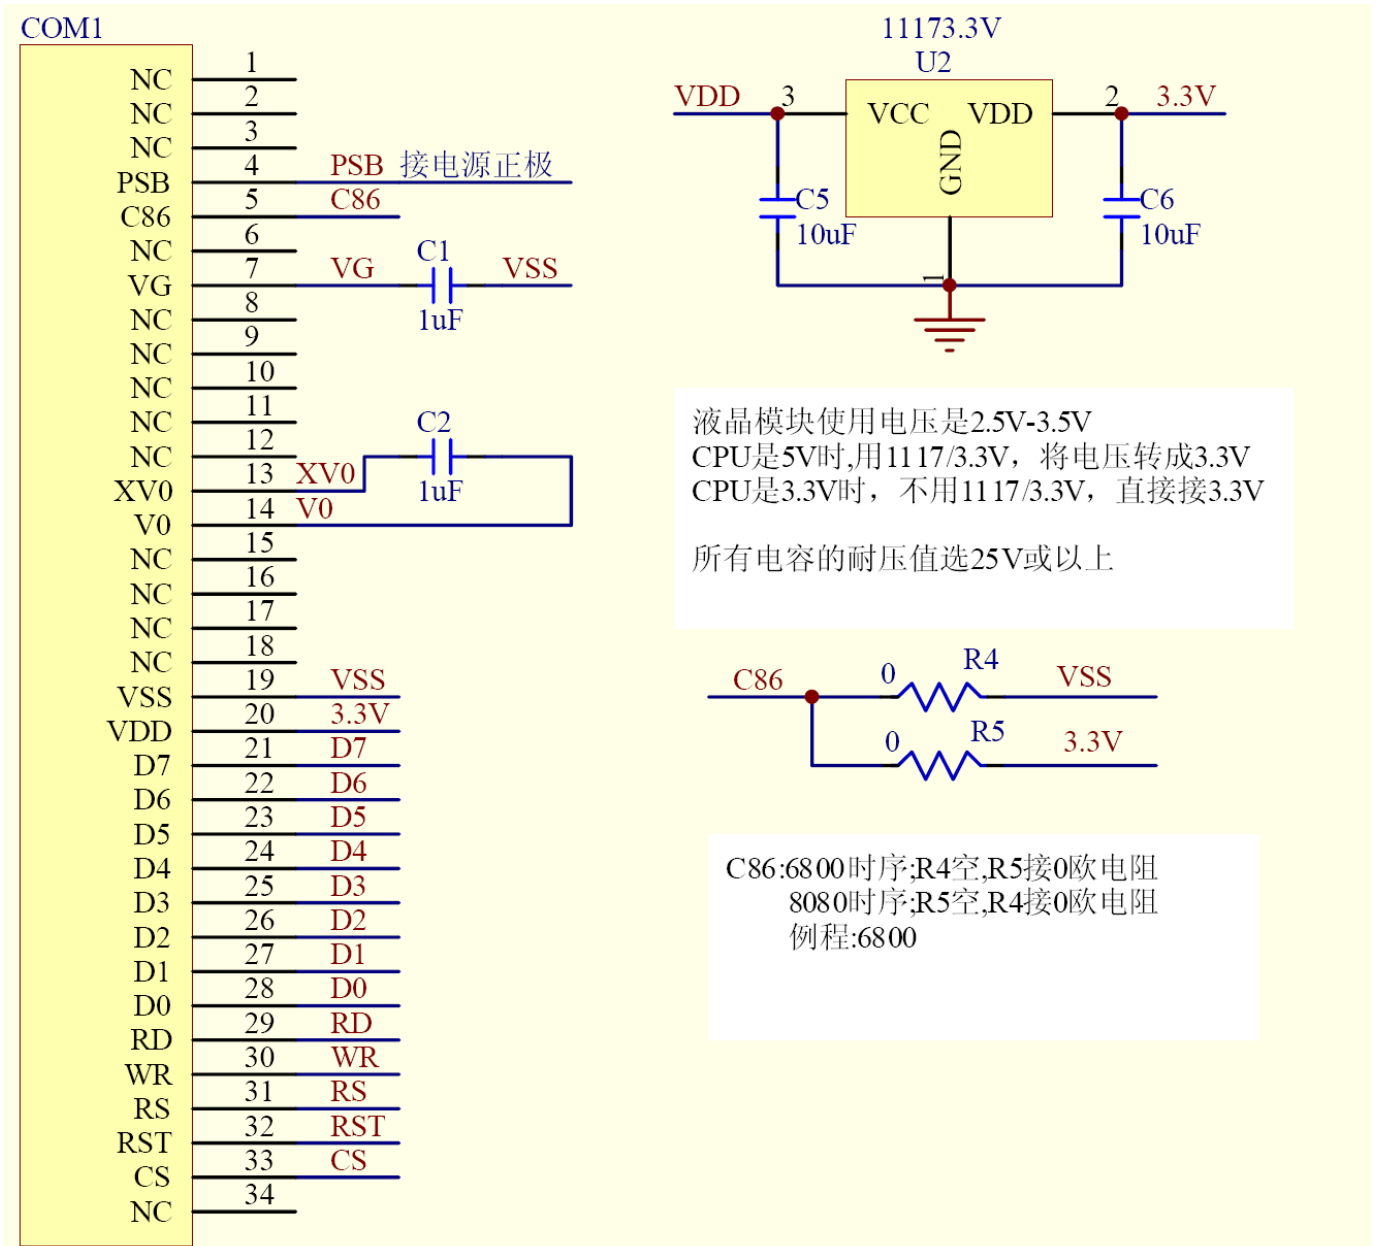 COM1
NC 1
NC 2
NC 3
PSB 4 PSB 接电源正极
C86 5 C86
NC 6
VG 7 VG C1 1uF VSS
NC 8
NC 9
NC 10
NC 11
NC 12
XV0 13 XV0 C2 1uF
V0 14 V0
NC 15
NC 16
NC 17
NC 18
VSS 19 VSS
VDD 20 3.3V
D7 21 D7
D6 22 D6
D5 23 D5
D4 24 D4
D3 25 D3
D2 26 D2
D1 27 D1
D0 28 D0
RD 29 RD
WR 30 WR
RS 31 RS
RST 32 RST
CS 33 CS
NC 34
11173.3V
U2
VDD 3 VCC VDD 2 3.3V
GND
1
C5
10uF
C6
10uF
液晶模块使用电压是2.5V-3.5V
CPU是5V时,用1117/3.3V，将电压转成3.3V
CPU是3.3V时，不用1117/3.3V，直接接3.3V
所有电容的耐压值选25V或以上
C86 0 R4 VSS
0 R5 3.3V
C86:6800时序;R4空,R5接0欧电阻
8080时序;R5空,R4接0欧电阻
例程:6800